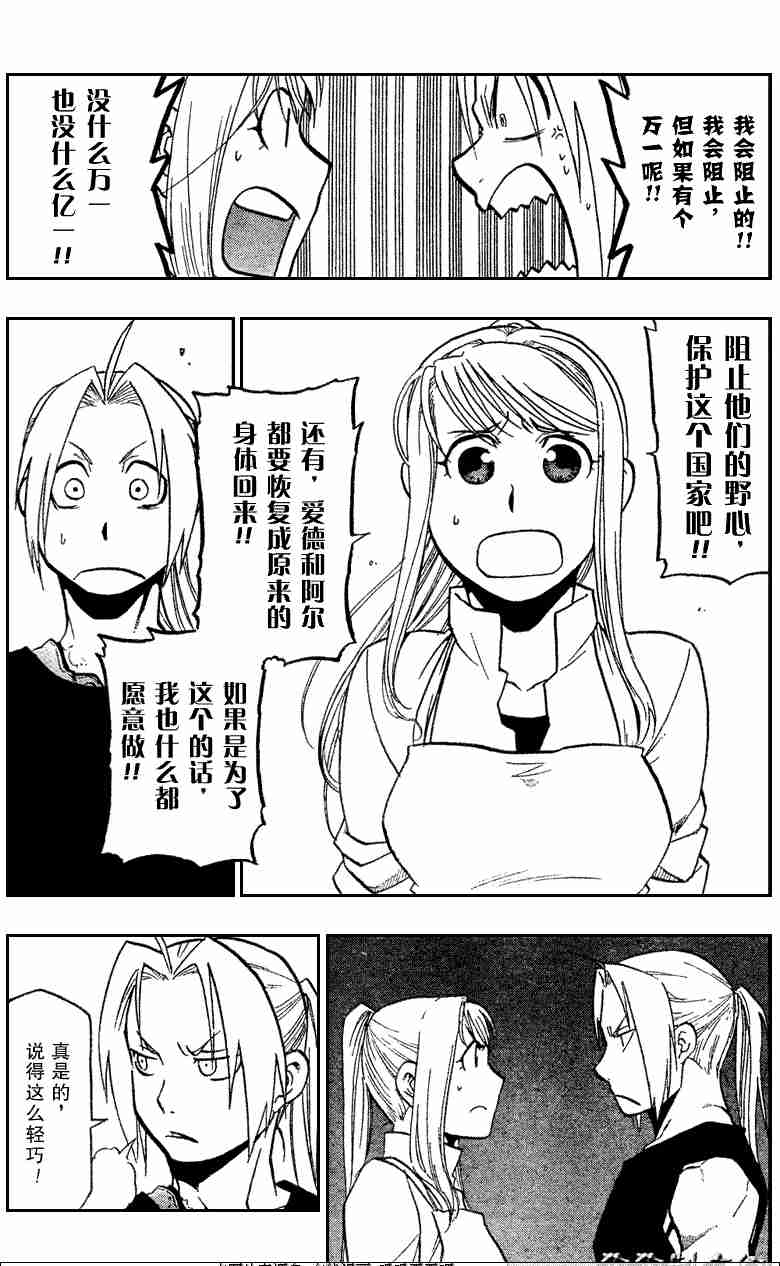 我会阻止的!!
我会阻止,
但如果有个
万一呢!!
没什么万一
也没什么亿一!!
阻止他们的野心,
保护这个国家吧!!
还有,爱德和阿尔
都要恢复成原来的
身体回来!!
如果是为了
这个的话,
我也什么都
愿意做!!
真是的,
说得这么轻巧!